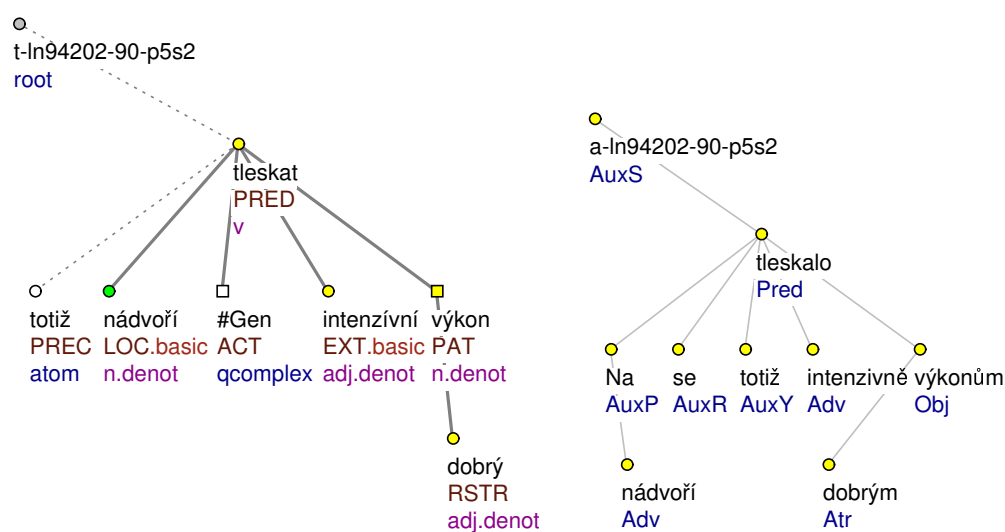 t-ln94202-90-p5s2
root
tleskat
PRED
v
totiž nádvoří #Gen intenzívní výkon
PREC LOC.basic ACT EXT.basic PAT
atom n.denot qcomplex adj.denot n.denot
dobrý
RSTR
adj.denot
a-ln94202-90-p5s2
AuxS
tleskalo
Pred
Na se totiž intenzivně výkonům
AuxP AuxR AuxY Adv Obj
nádvoří dobrým
Adv Atr